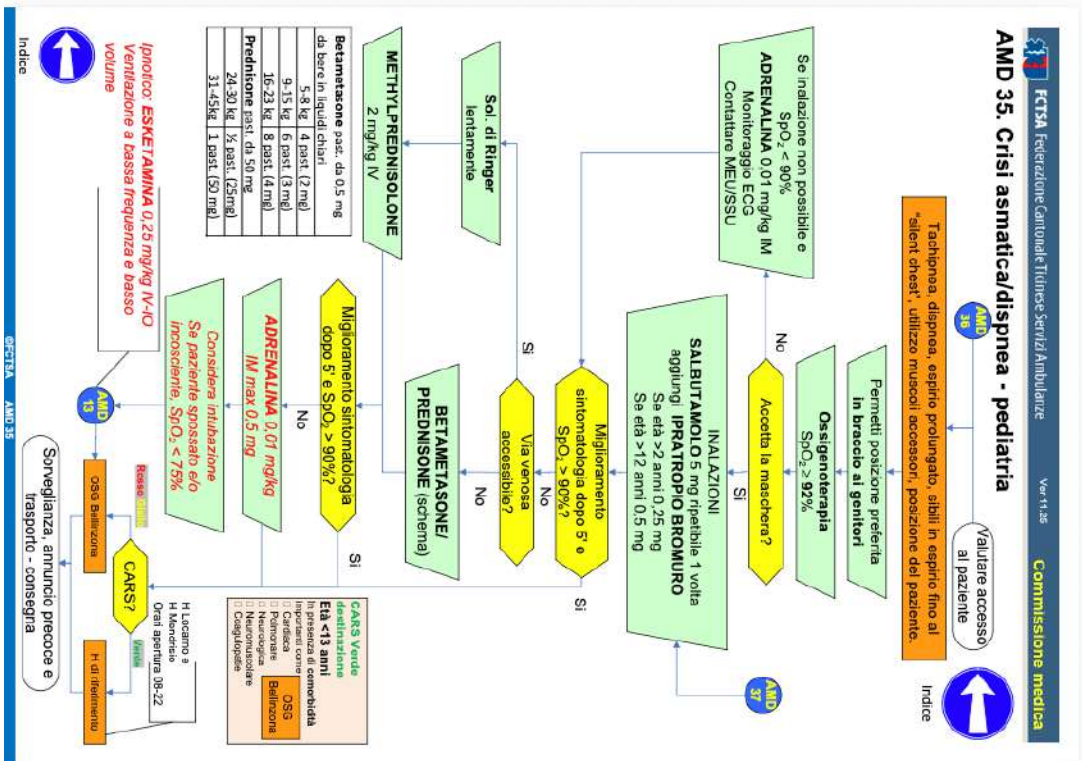 FCTSA Federazione Cantonale Ticinese Servizi Ambulanze
Ver 11.25
Commissione medica
AMD 35. Crisi asmatica/dispnea - pediatria
Valutare accesso
al paziente
Indice
AMD
36
Tachipnea, dispnea, espirio prolungato, sibili in espirio fino al
"silent chest', utilizzo muscoli accessori, posizione del paziente.
Permetti posizione preferita
in braccio ai genitori
Ossigenoterapia
SpO₂ > 92%
Accetta la maschera?
No
Si
Se inalazione non possibile e
SpO₂ < 90%
ADRENALINA 0,01 mg/kg IM
Monitoraggio ECG
Contattare MEU/SSU
INALAZIONI
SALBUTAMOLO 5 mg ripetibile 1 volta
aggiungi IPRATROPIO BROMURO
Se età >2 anni 0,25 mg
Se età >12 anni 0,5 mg
AMD
37
Miglioramento
sintomatologia dopo 5' e
SpO₂ > 90%?
Si
No
Via venosa
accessibile?
Si
No
Sol. di Ringer
lentamente
METHYLPREDNISOLONE
2 mg/kg IV
BETAMETASONE/
PREDNISONE (schema)
Betametasone past. da 0,5 mg
da bere in liquidi chiari
5-8 kg 4 past. (2 mg)
9-15 kg 6 past. (3 mg)
16-23 kg 8 past. (4 mg)
Prednisone past. da 50 mg
24-30 kg ½ past. (25mg)
31-45kg 1 past. (50 mg)
Miglioramento sintomatologia
dopo 5' e SpO₂ > 90%?
Si
No
ADRENALINA 0,01 mg/kg
IM max 0,5 mg
Considera intubazione
Se paziente spossato e/o
incosciente, SpO₂ < 75%
CARS Verde
destinazione
Età <13 anni
In presenza di comorbidità
importanti come
□ Cardiaca
□ Polmonare
□ Neurologica
□ Neuromuscolare
□ Coagulopatie
OSG
Bellinzona
Ipnotico: ESKETAMINA 0,25 mg/kg IV-IO
Ventilazione a bassa frequenza e basso
volume
AMD
13
CARS?
Rosso
Verde
OSG Bellinzona
H di riferimento
H Locarno e
H Mendrisio
Orari apertura 08-22
Sorveglianza, annuncio precoce e
trasporto - consegna
Indice
©FCTSA AMD 35